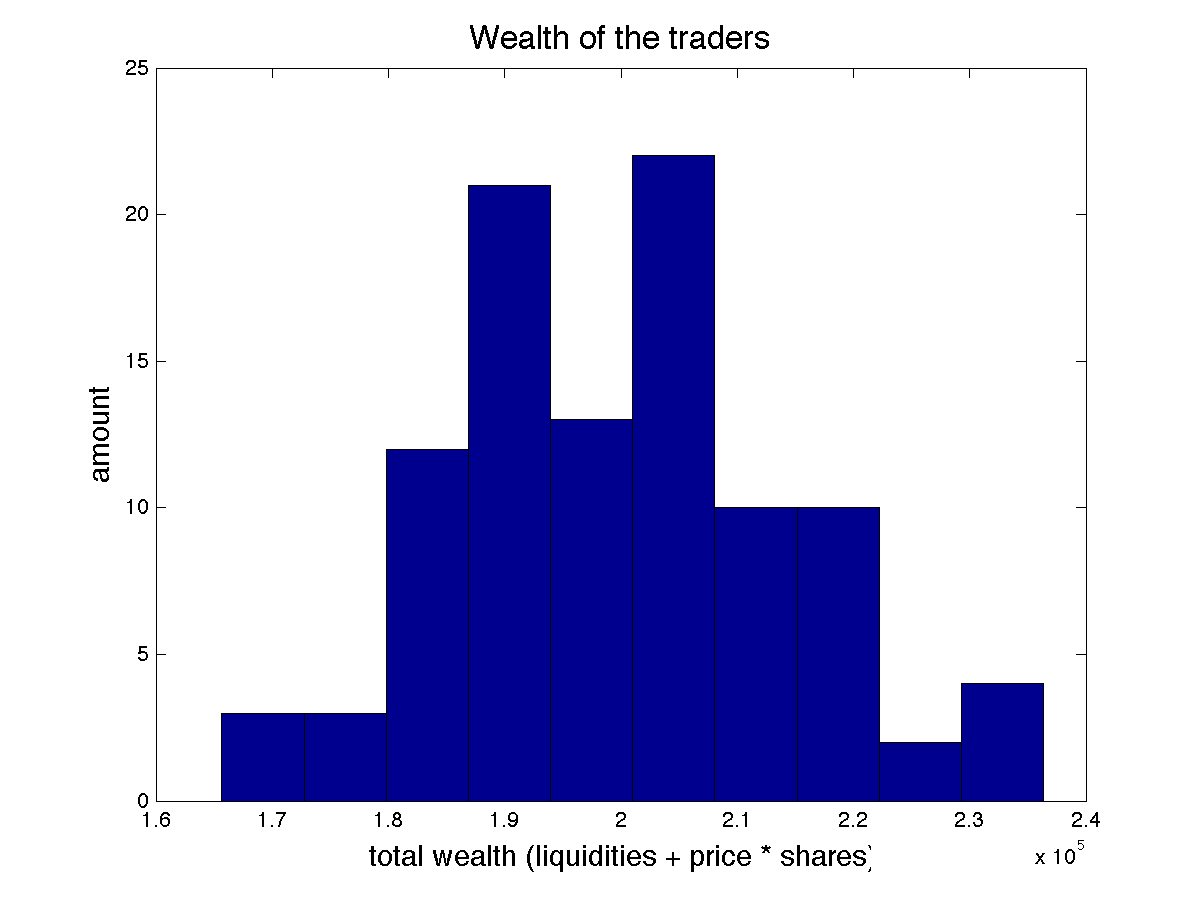 Wealth of the traders
25
20
15
10
5
0
amount
1.6 1.7 1.8 1.9 2 2.1 2.2 2.3 2.4
x 10^5
total wealth (liquidities + price * shares)